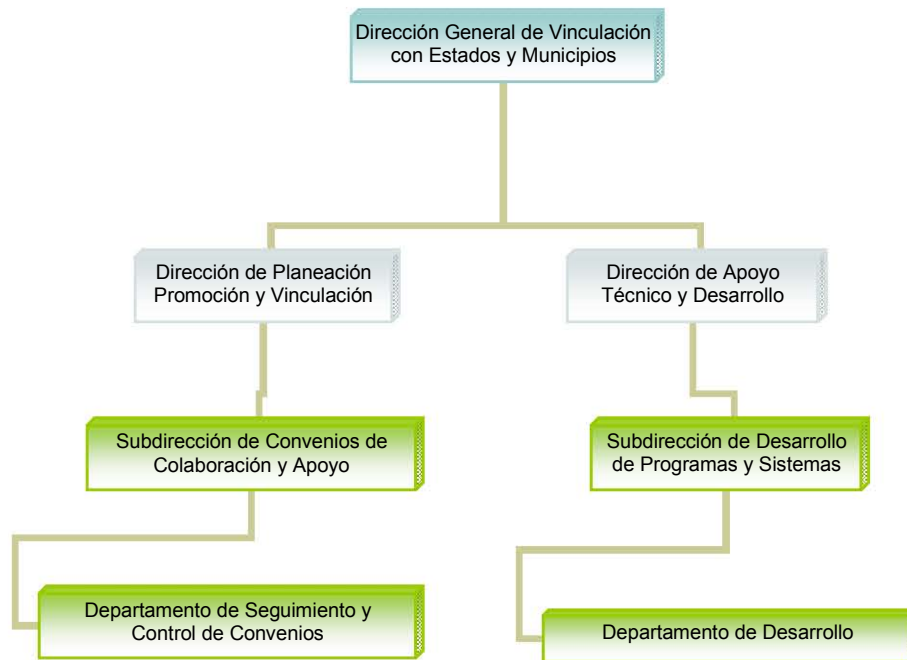 Dirección General de Vinculación
con Estados y Municipios
Dirección de Planeación
Promoción y Vinculación
Dirección de Apoyo
Técnico y Desarrollo
Subdirección de Convenios de
Colaboración y Apoyo
Subdirección de Desarrollo
de Programas y Sistemas
Departamento de Seguimiento y
Control de Convenios
Departamento de Desarrollo